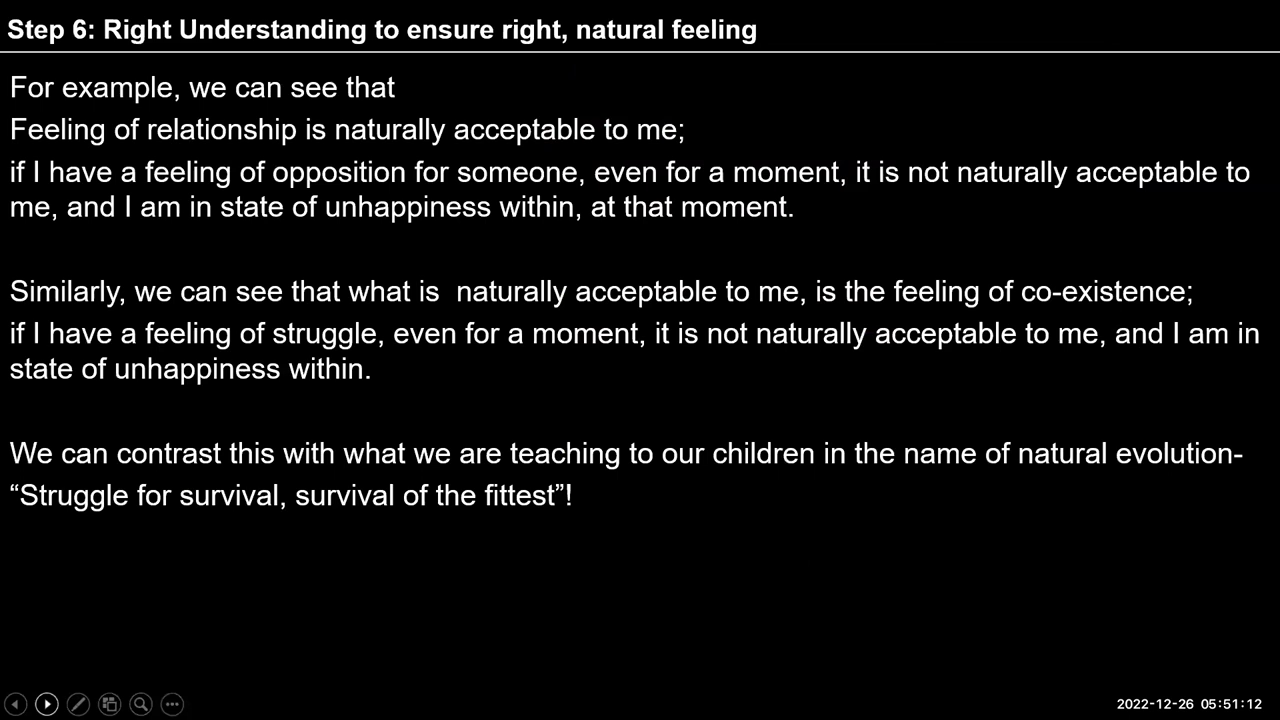 Step 6: Right Understanding to ensure right, natural feeling
For example, we can see that
Feeling of relationship is naturally acceptable to me;
if I have a feeling of opposition for someone, even for a moment, it is not naturally acceptable to
me, and I am in state of unhappiness within, at that moment.
Similarly, we can see that what is  naturally acceptable to me, is the feeling of co-existence;
if I have a feeling of struggle, even for a moment, it is not naturally acceptable to me, and I am in
state of unhappiness within.
We can contrast this with what we are teaching to our children in the name of natural evolution-
“Struggle for survival, survival of the fittest”!
2022-12-26 05:51:12